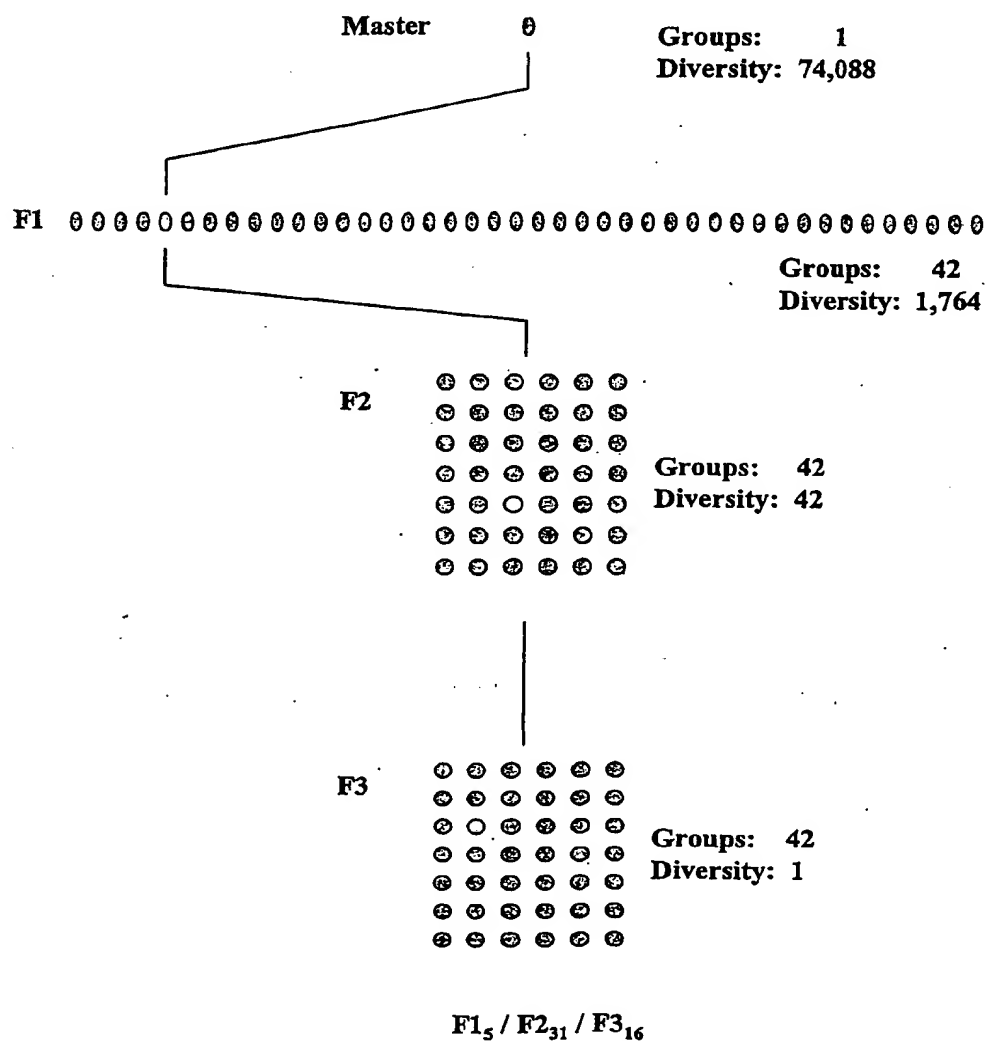 Master
Groups: 1
Diversity: 74,088
F1
Groups: 42
Diversity: 1,764
F2
Groups: 42
Diversity: 42
F3
Groups: 42
Diversity: 1
F1₅ / F2₃₁ / F3₁₆